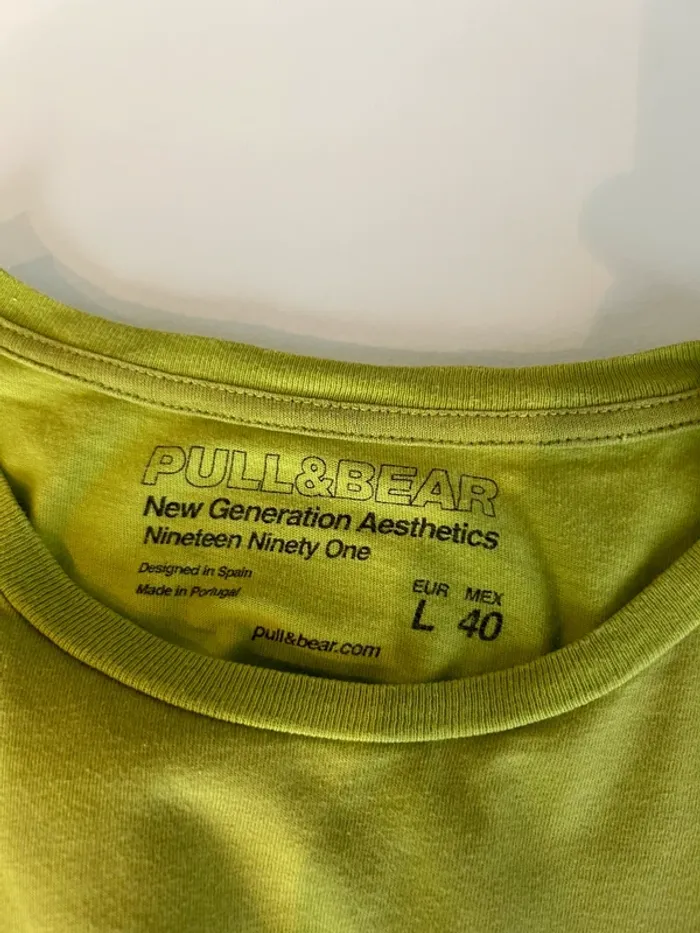 PULL&BEAR
New Generation Aesthetics
Nineteen Ninety One
Designed in Spain
Made in Portugal
EUR MEX
L 40
pull&bear.com